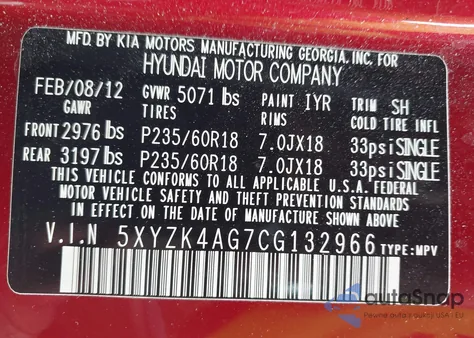 MFD.BY KIA MOTORS MANUFACTURING GEORGIA, INC. FOR
HYUNDAI MOTOR COMPANY
FEB/08/12 GVWR 5071 lbs PAINT IYR TRIM SH
GAWR TIRES RIMS COLD TIRE INFL
FRONT 2976 lbs P235/60R18 7.0JX18 33psi SINGLE
REAR 3197 lbs P235/60R18 7.0JX18 33psi SINGLE
THIS VEHICLE CONFORMS TO ALL APPLICABLE U.S.A. FEDERAL
MOTOR VEHICLE SAFETY AND THEFT PREVENTION STANDARDS
IN EFFECT ON THE DATE OF MANUFACTURE SHOWN ABOVE.
V.I.N 5XYZK4AG7CG132966 TYPE: MPV
autoSnap